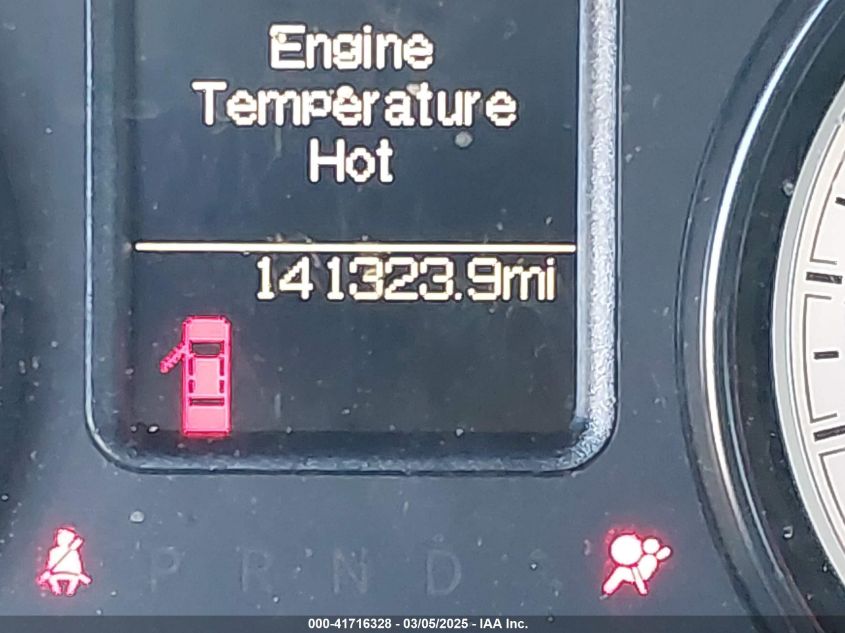 Engine
Temperature
Hot
141323.9mi
P R N D
000-41716328 - 03/05/2025 - IAA Inc.